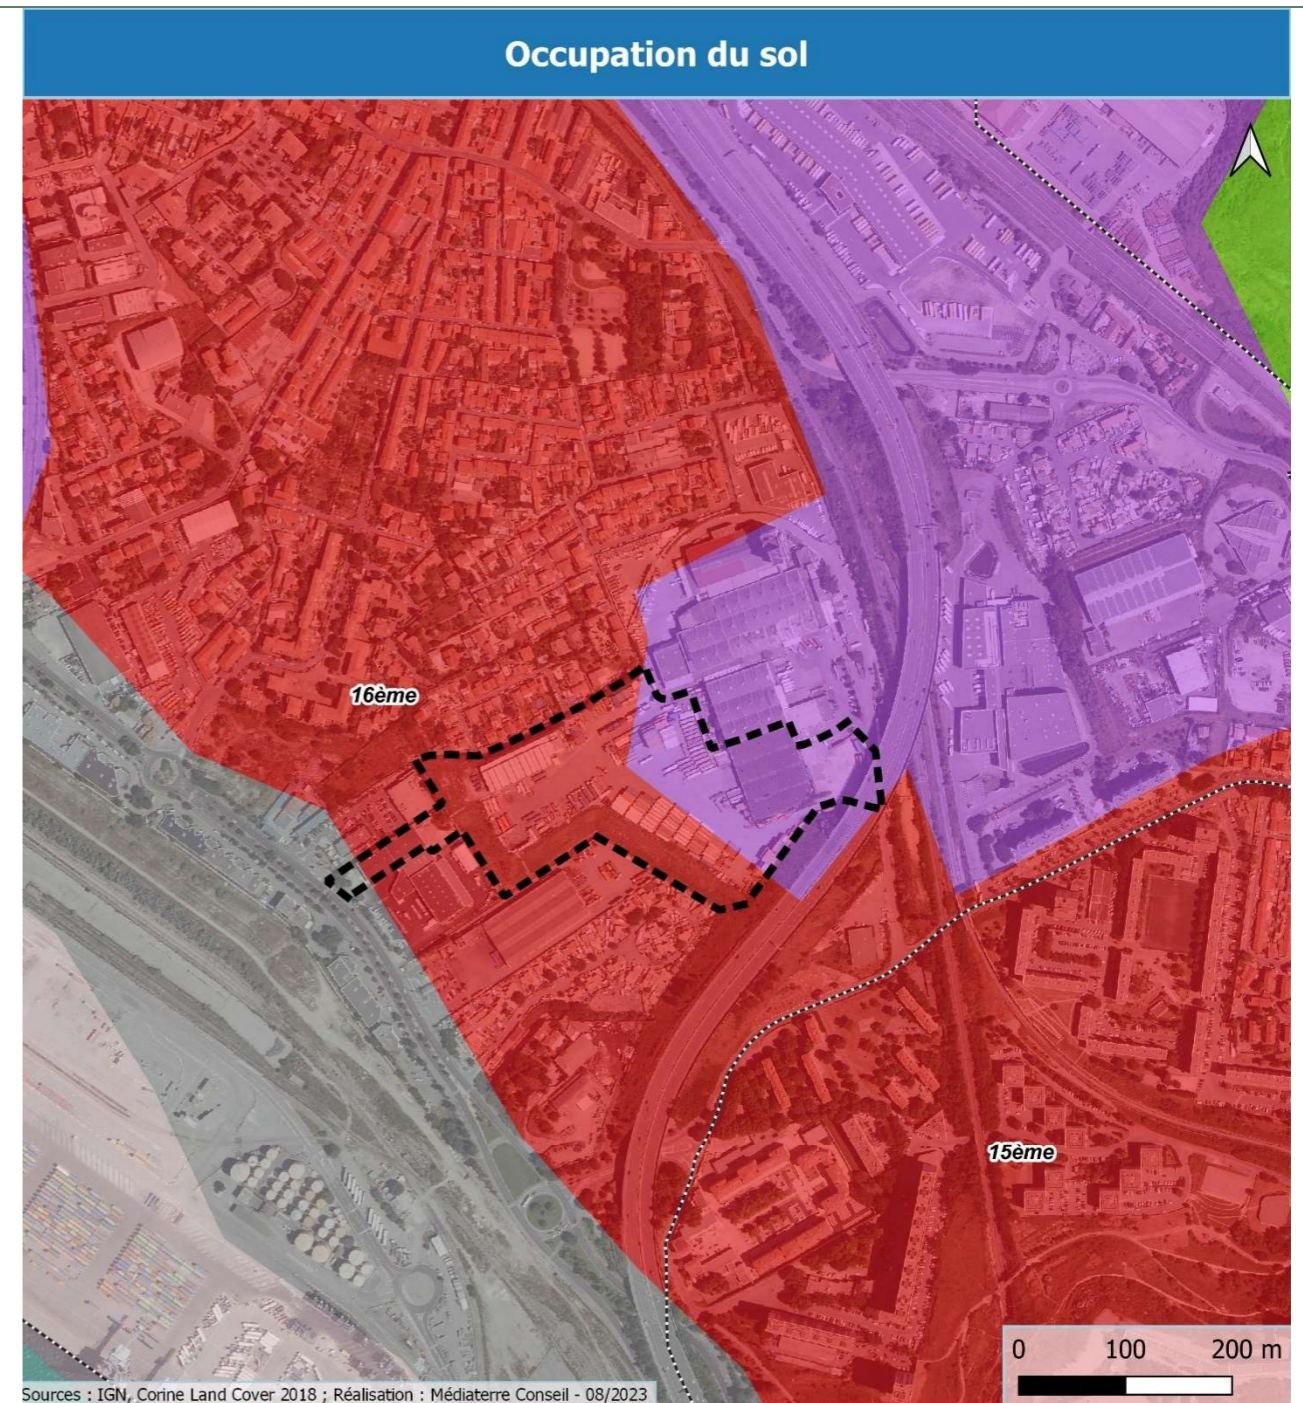 Occupation du sol
16ème
15ème
0 100 200 m
Sources : IGN, Corine Land Cover 2018 ; Réalisation : Médiaterre Conseil - 08/2023